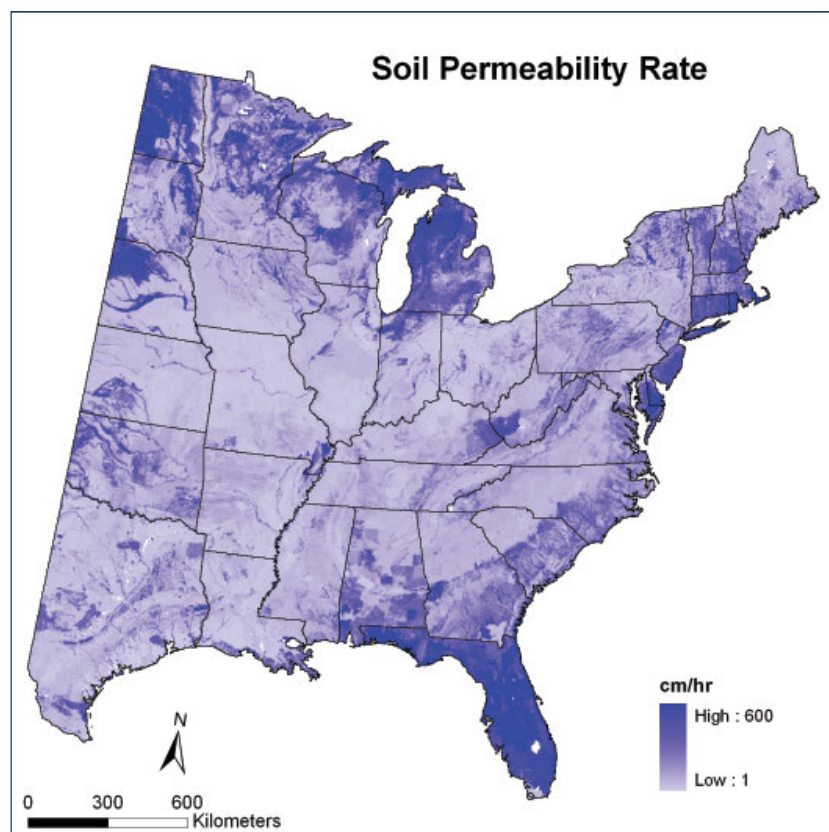 Soil Permeability Rate
cm/hr
High : 600
Low : 1
N
0 300 600
Kilometers